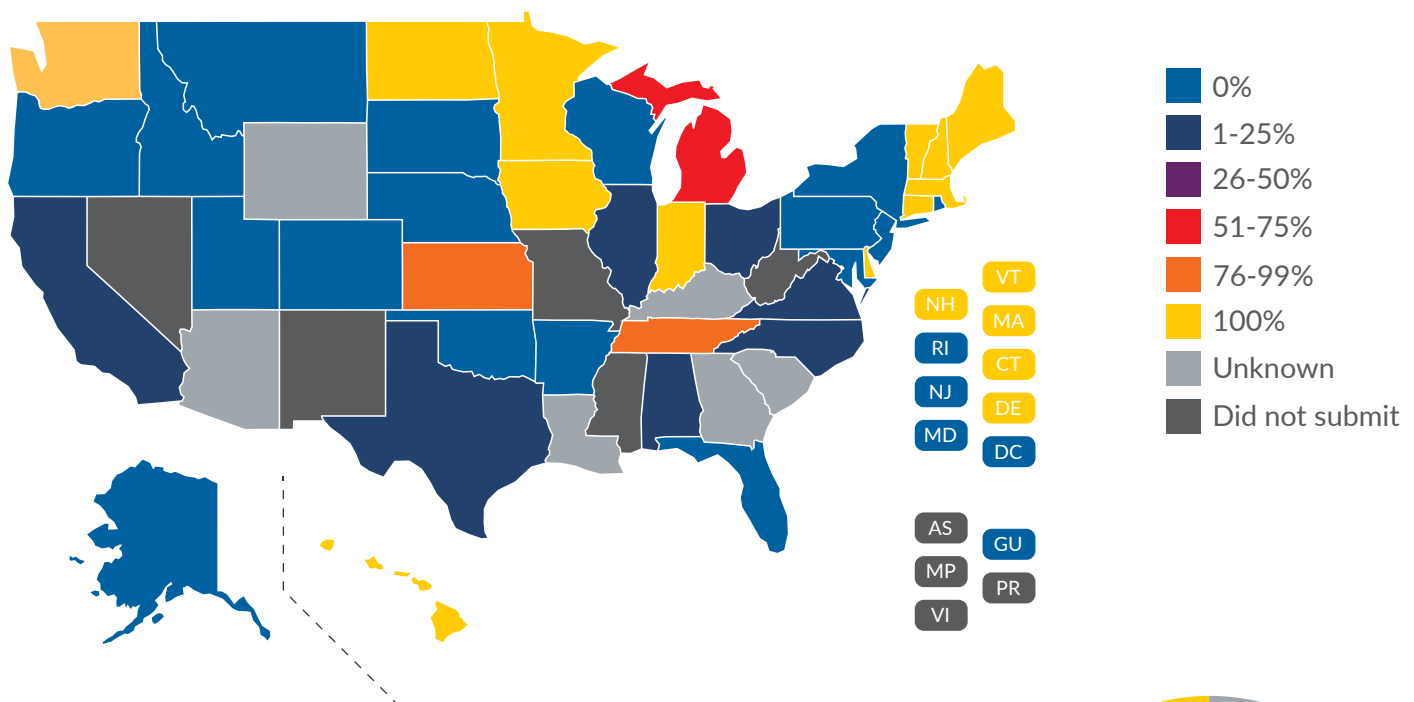 0%
1-25%
26-50%
51-75%
76-99%
100%
Unknown
Did not submit
VT
NH
MA
RI
CT
NJ
DE
MD
DC
AS
GU
MP
PR
VI